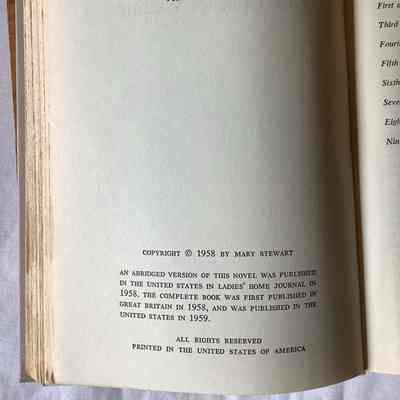 COPYRIGHT © 1958 BY MARY STEWART
AN ABRIDGED VERSION OF THIS NOVEL WAS PUBLISHED
IN THE UNITED STATES IN LADIES' HOME JOURNAL IN
1958. THE COMPLETE BOOK WAS FIRST PUBLISHED IN
GREAT BRITAIN IN 1958, AND WAS PUBLISHED IN THE
UNITED STATES IN 1959.
ALL RIGHTS RESERVED
PRINTED IN THE UNITED STATES OF AMERICA
First
Third
Fourt
Fifth
Sixth
Seve
Eigh
Nin